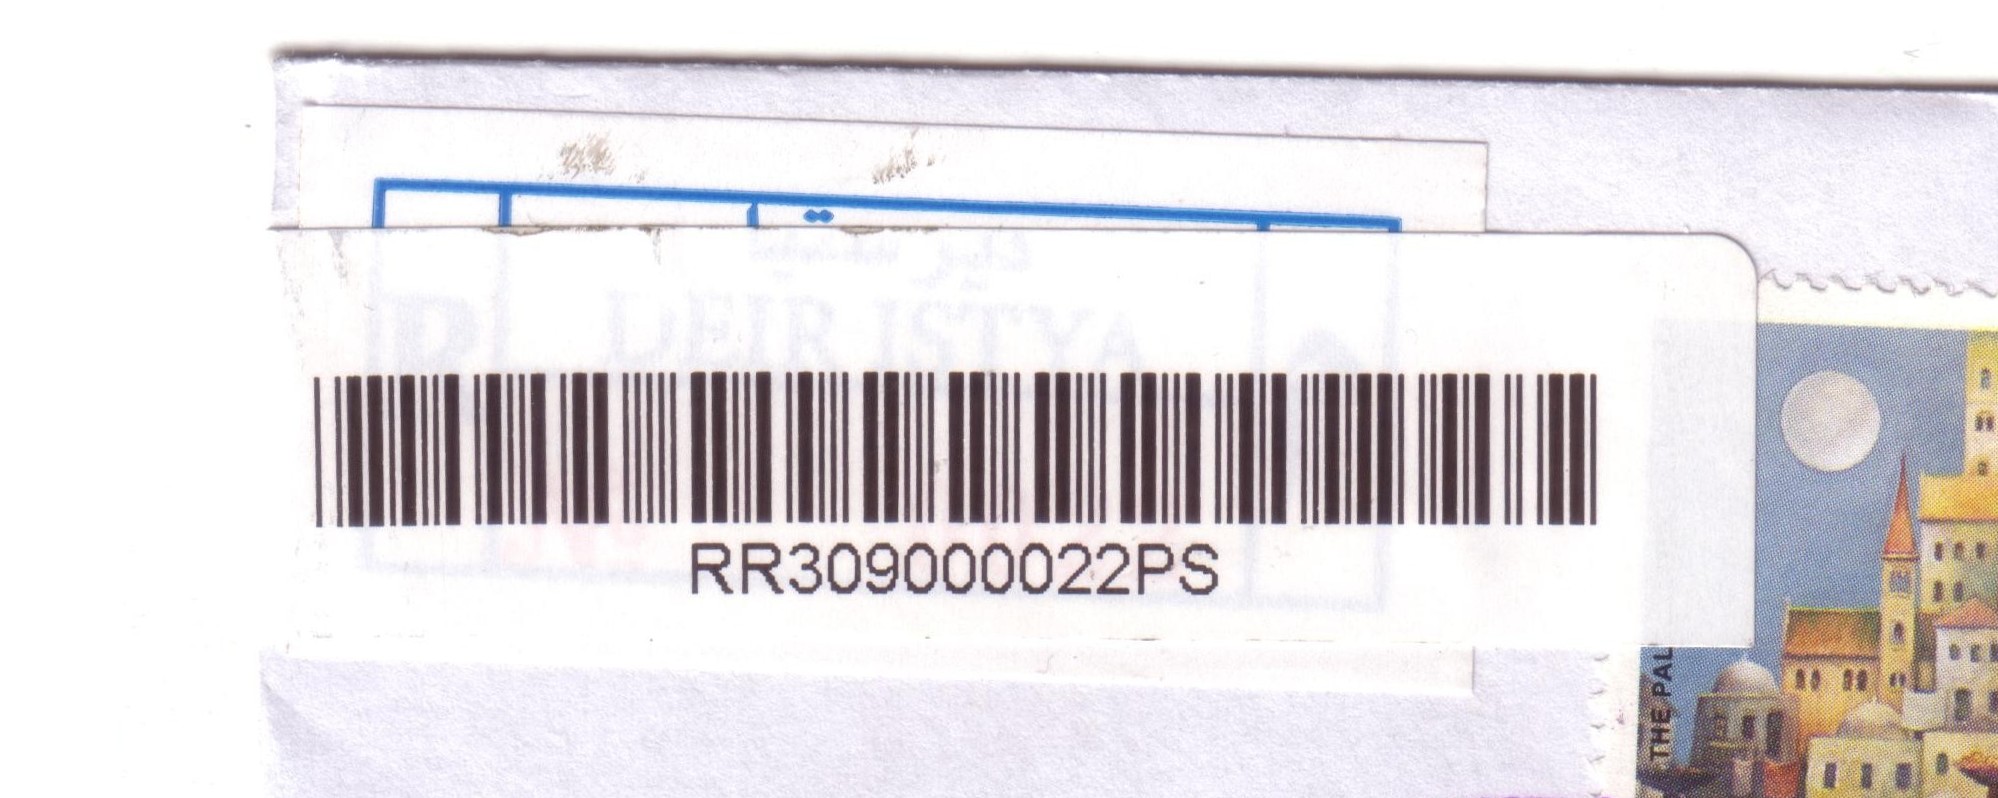 DEIR ISTYA
R
RR309000022PS
THE PAL